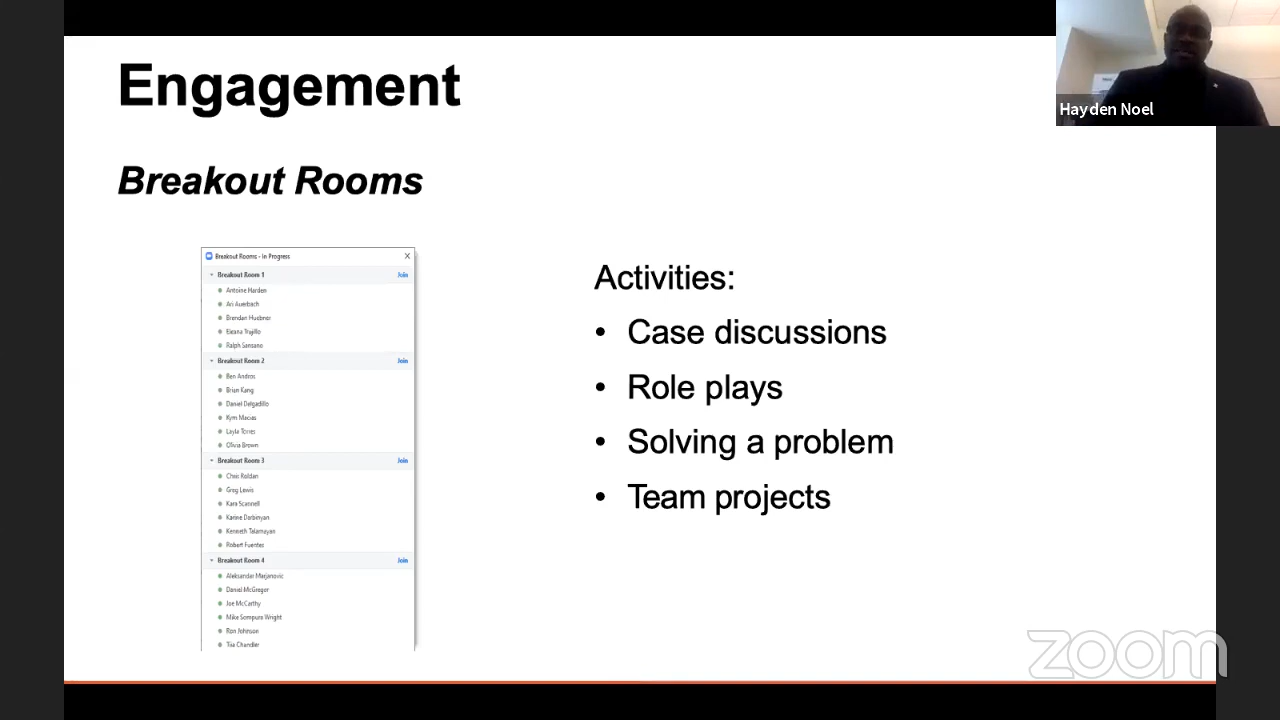 Engagement
Hayden Noel
Breakout Rooms
Breakout Rooms - In Progress X
Breakout Room 1 Join
Antoine Harden
Ari Auerbach
Brendan Huebner
Eleana Trujillo
Ralph Sansano
Breakout Room 2 Join
Ben Andros
Brian Kang
Daniel Delgadillo
Kym Macias
Layla Torres
Olivia Brown
Breakout Room 3 Join
Chris Roldan
Greg Lewis
Kara Scannell
Karine Darbinyan
Kenneth Talamayan
Robert Fuentes
Breakout Room 4 Join
Aleksandar Marjanovic
Daniel McGregor
Joe McCarthy
Mike Sompura Wright
Ron Johnson
Tia Chandler
Activities:
• Case discussions
• Role plays
• Solving a problem
• Team projects
zoom